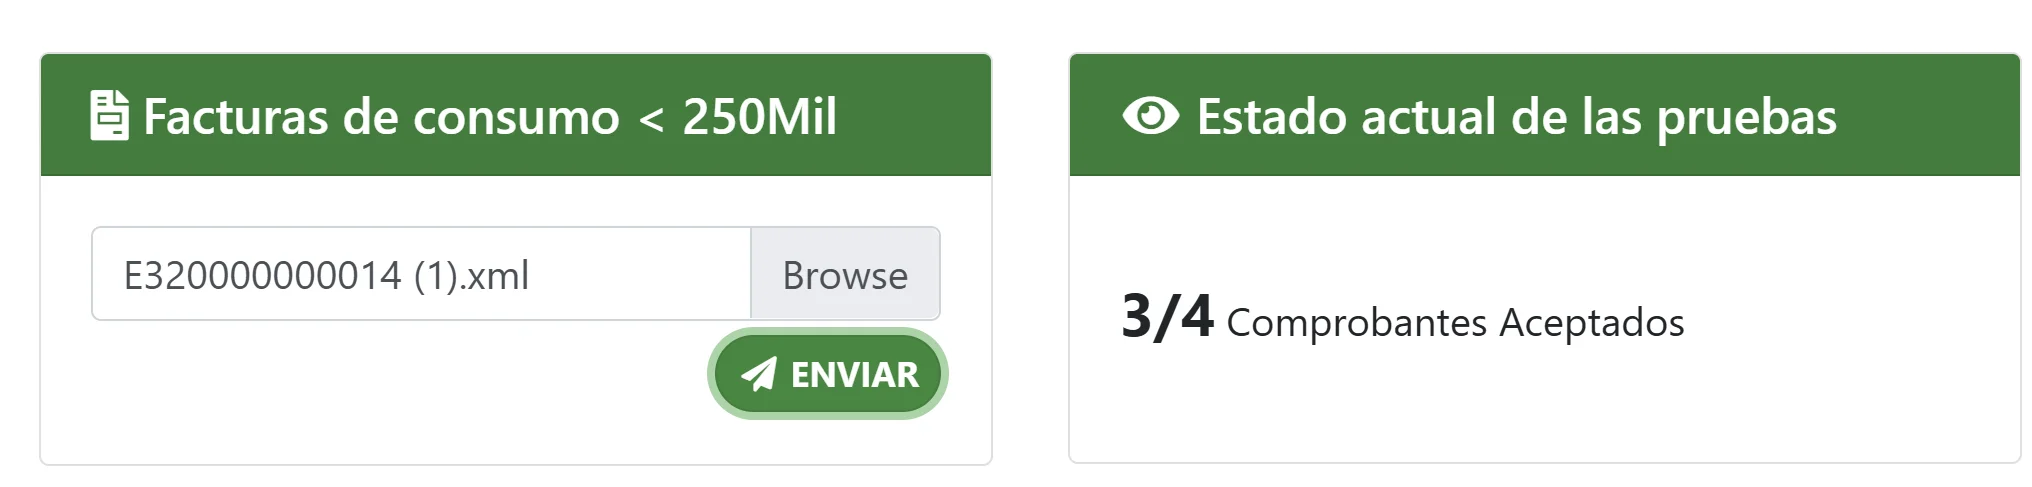 Facturas de consumo < 250Mil
E320000000014 (1).xml
Browse
ENVIAR
Estado actual de las pruebas
3/4 Comprobantes Aceptados